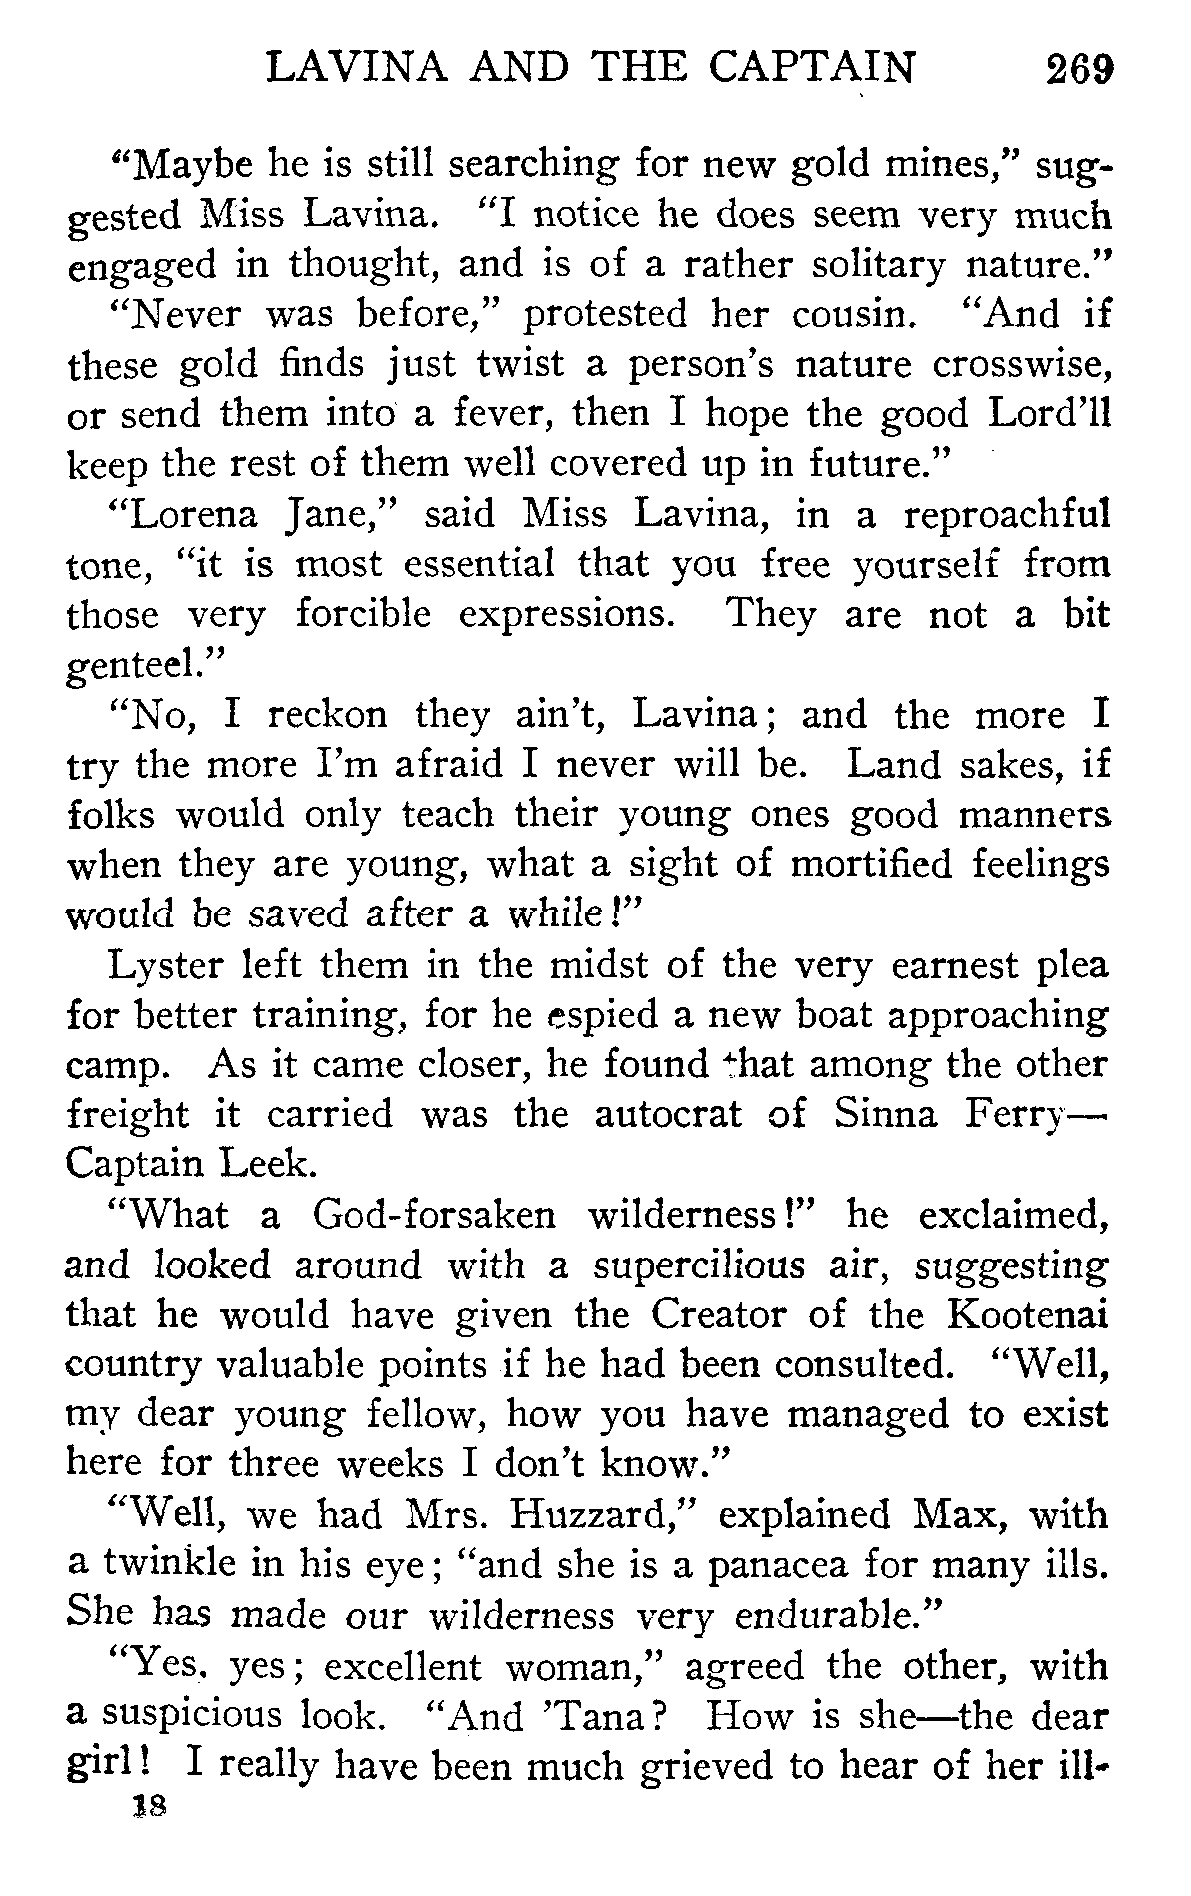 LAVINA AND THE CAPTAIN 269
“Maybe he is still searching for new gold mines,” sug-
gested Miss Lavina. “I notice he does seem very much
engaged in thought, and is of a rather solitary nature.”
“Never was before,” protested her cousin. “And if
these gold finds just twist a person’s nature crosswise,
or send them into a fever, then I hope the good Lord’ll
keep the rest of them well covered up in future.”
“Lorena Jane,” said Miss Lavina, in a reproachful
tone, “it is most essential that you free yourself from
those very forcible expressions. They are not a bit
genteel.”
“No, I reckon they ain’t, Lavina; and the more I
try the more I’m afraid I never will be. Land sakes, if
folks would only teach their young ones good manners
when they are young, what a sight of mortified feelings
would be saved after a while!”
Lyster left them in the midst of the very earnest plea
for better training, for he espied a new boat approaching
camp. As it came closer, he found that among the other
freight it carried was the autocrat of Sinna Ferry—
Captain Leek.
“What a God-forsaken wilderness!” he exclaimed,
and looked around with a supercilious air, suggesting
that he would have given the Creator of the Kootenai
country valuable points if he had been consulted. “Well,
my dear young fellow, how you have managed to exist
here for three weeks I don’t know.”
“Well, we had Mrs. Huzzard,” explained Max, with
a twinkle in his eye; “and she is a panacea for many ills.
She has made our wilderness very endurable.”
“Yes, yes; excellent woman,” agreed the other, with
a suspicious look. “And ’Tana? How is she—the dear
girl! I really have been much grieved to hear of her ill-
18